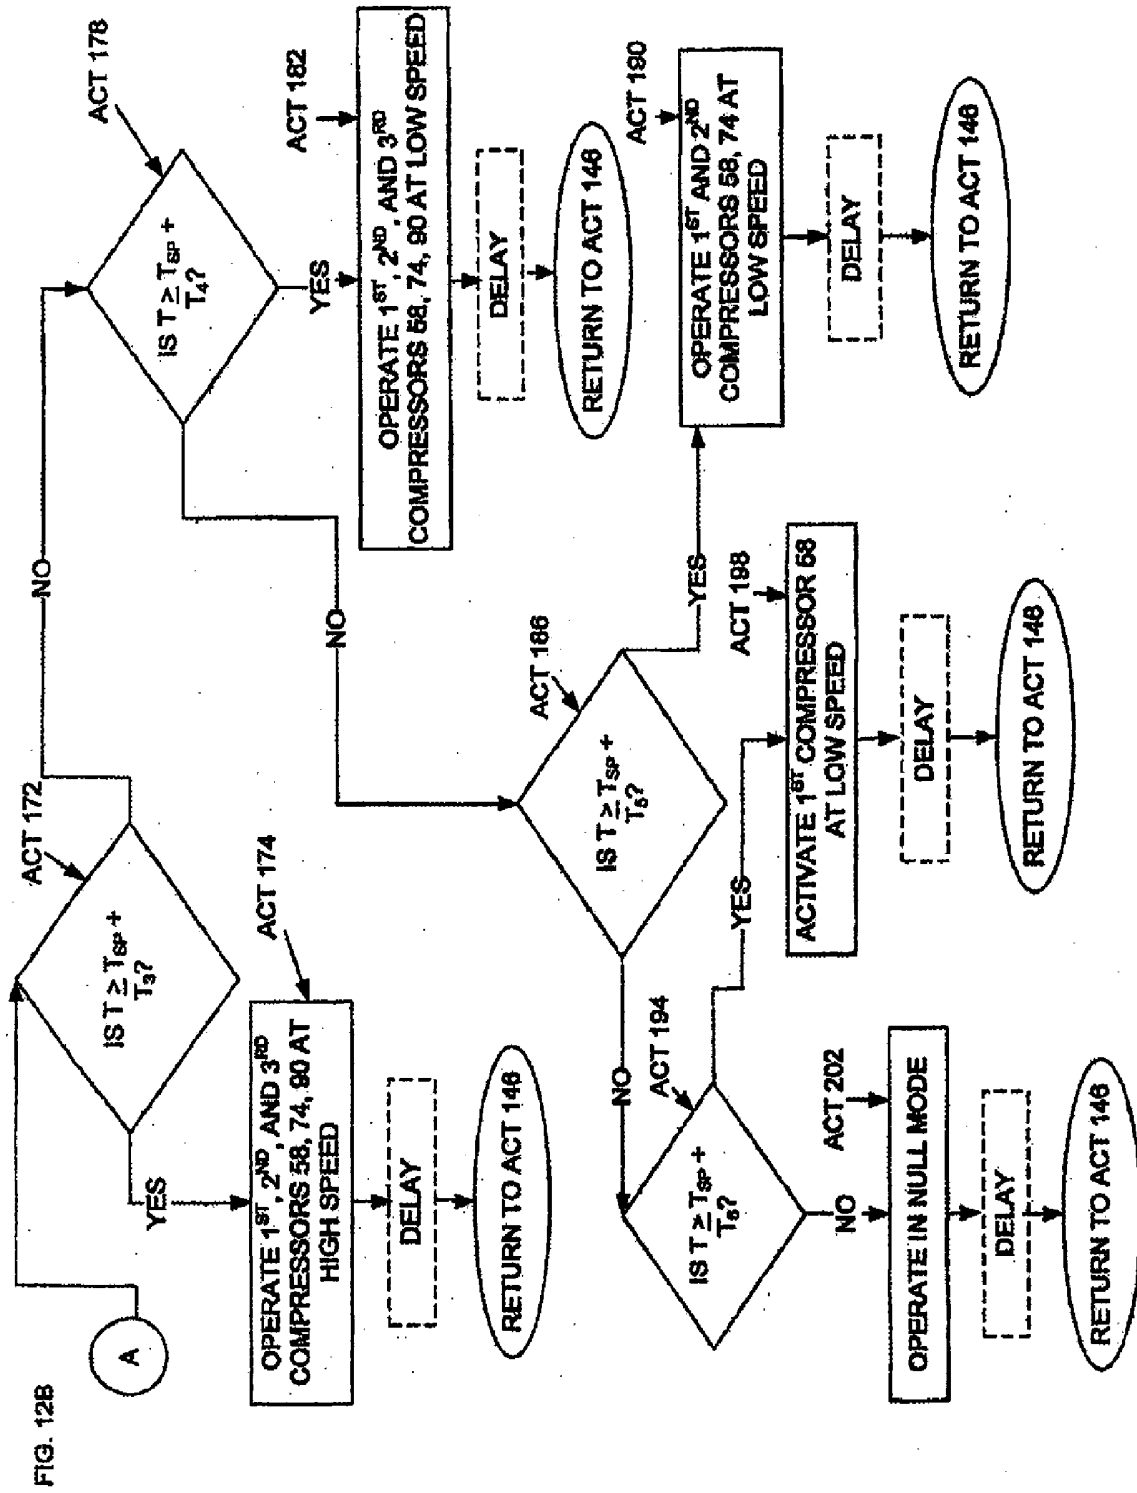 FIG. 12B
A
ACT 172
IS T ≥ TSP +
T3?
NO
YES
ACT 174
OPERATE 1ST, 2ND, AND 3RD
COMPRESSORS 58, 74, 90 AT
HIGH SPEED
DELAY
RETURN TO ACT 146
ACT 178
IS T ≥ TSP +
T4?
YES
NO
ACT 182
OPERATE 1ST, 2ND, AND 3RD
COMPRESSORS 58, 74, 90 AT LOW SPEED
DELAY
RETURN TO ACT 146
ACT 186
IS T ≥ TSP +
T5?
YES
NO
ACT 190
OPERATE 1ST AND 2ND
COMPRESSORS 58, 74 AT
LOW SPEED
DELAY
RETURN TO ACT 146
ACT 194
IS T ≥ TSP +
T6?
YES
NO
ACT 198
ACTIVATE 1ST COMPRESSOR 58
AT LOW SPEED
DELAY
RETURN TO ACT 146
ACT 202
OPERATE IN NULL MODE
DELAY
RETURN TO ACT 146